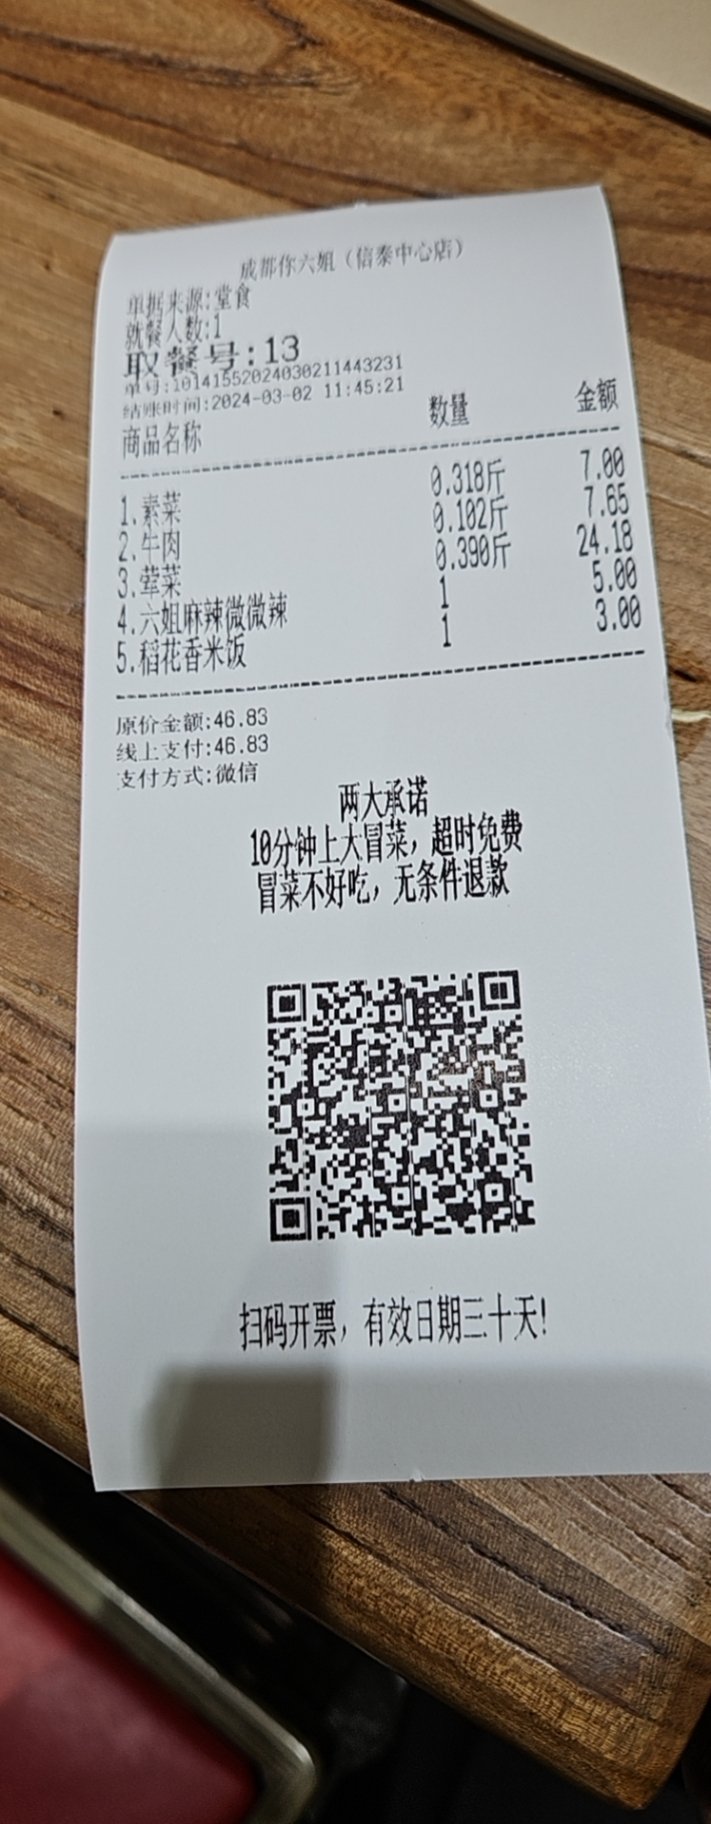 成都你六姐（信泰中心店）
单据来源:堂食
就餐人数:1
取餐号:13
单号:10141552024030211443231
结账时间:2024-03-02 11:45:21
商品名称 数量 金额
1.素菜 0.318斤 7.00
2.牛肉 0.102斤 7.65
3.荤菜 0.390斤 24.18
4.六姐麻辣微微辣 1 5.00
5.稻花香米饭 1 3.00
原价金额:46.83
线上支付:46.83
支付方式:微信
两大承诺
10分钟上大冒菜，超时免费
冒菜不好吃，无条件退款
扫码开票，有效日期三十天!